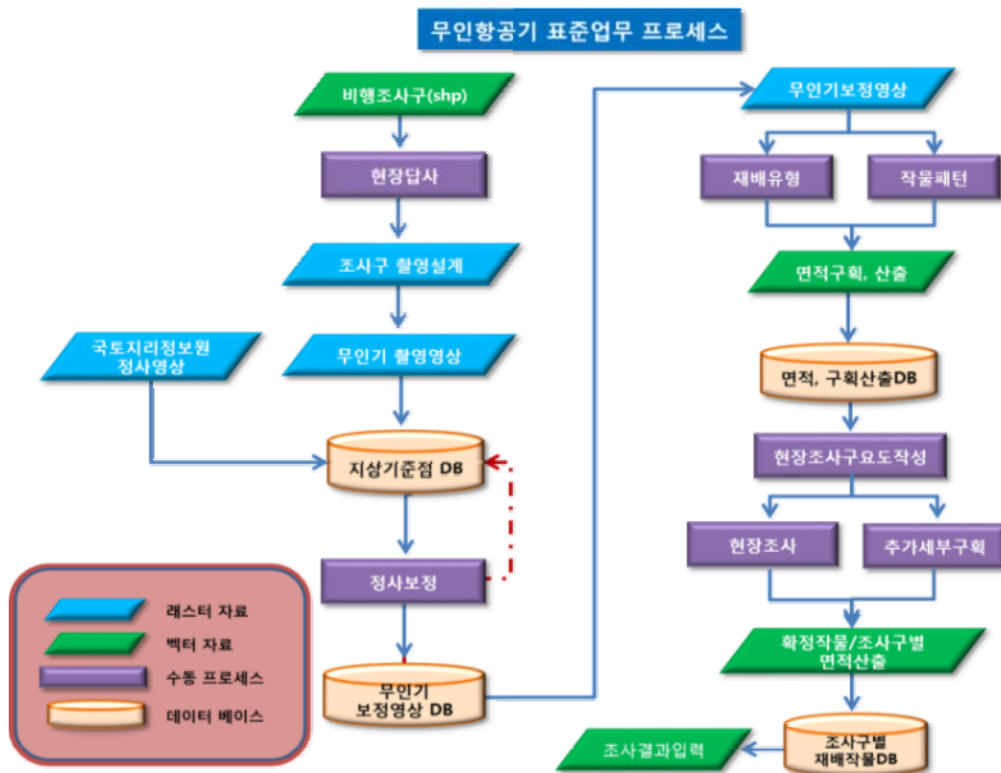 무인항공기 표준업무 프로세스
비행조사구(shp)
현장답사
조사구 촬영설계
국토지리정보원
정사영상
무인기 촬영영상
지상기준점 DB
정사보정
무인기
보정영상 DB
래스터 자료
벡터 자료
수동 프로세스
데이터 베이스
무인기보정영상
재배유형
작물패턴
면적구획, 산출
면적, 구획산출DB
현장조사구요도작성
현장조사
추가세부구획
확정작물/조사구별
면적산출
조사구별
재배작물DB
조사결과입력